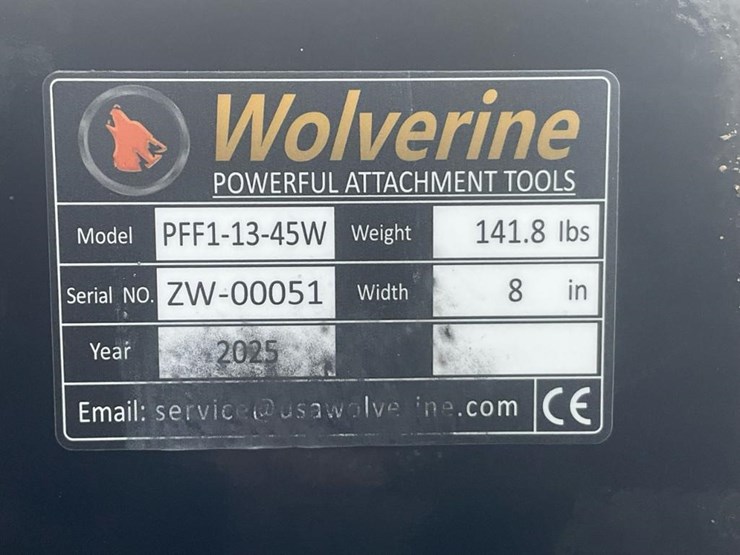 Wolverine
POWERFUL ATTACHMENT TOOLS
Model PFF1-13-45W Weight 141.8 lbs
Serial NO. ZW-00051 Width 8 in
Year 2025
Email: service@usawolverine.com CE